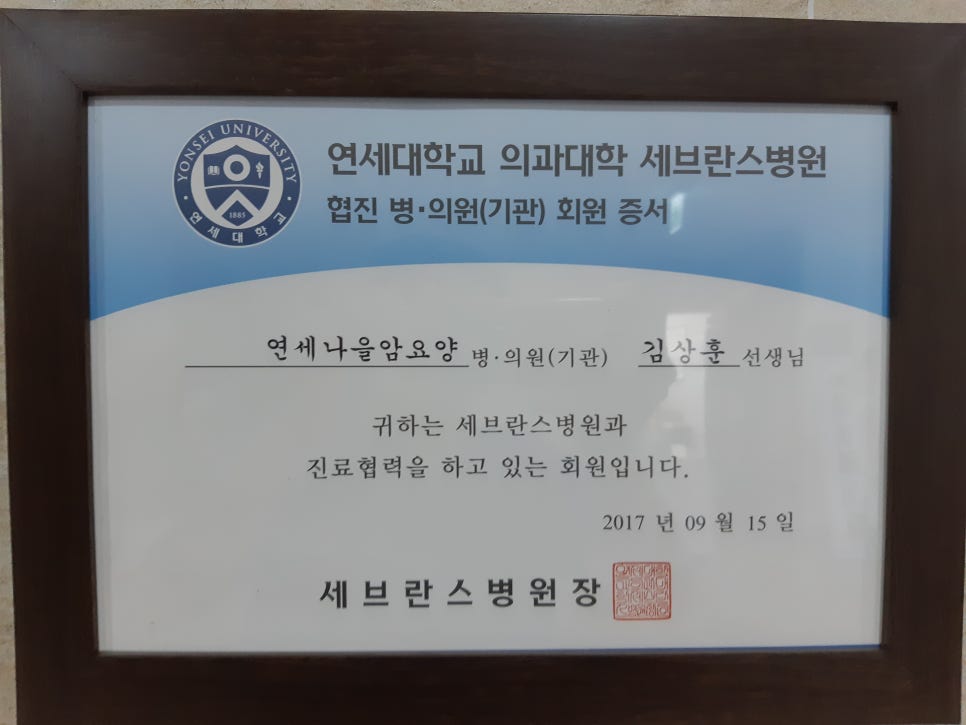 YONSEI UNIVERSITY
1885
연세대학교
연세대학교 의과대학 세브란스병원
협진 병·의원(기관) 회원 증서
연세나을암요양 병·의원(기관) 김상훈 선생님
귀하는 세브란스병원과
진료협력을 하고 있는 회원입니다.
2017 년 09 월 15 일
세브란스병원장